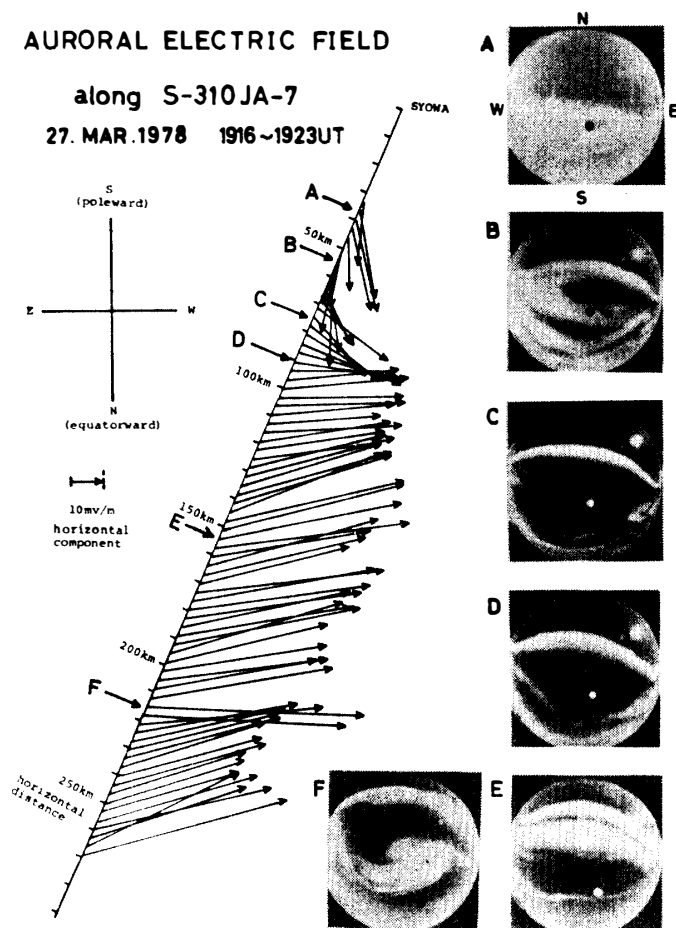 AURORAL ELECTRIC FIELD
along S-310JA-7
27. MAR. 1978 1916~1923UT
SYOWA
S
(poleward)
E
W
N
(equatorward)
10mv/m
horizontal
component
A
B
C
D
E
F
50km
100km
150km
200km
250km
horizontal
distance
A
N
W
E
S
B
C
D
F
E